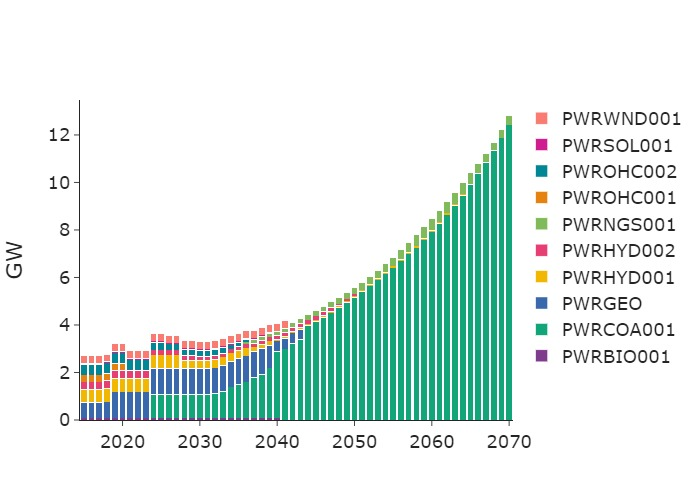 GW
12
10
8
6
4
2
0
2020 2030 2040 2050 2060 2070
PWRWND001
PWRSOL001
PWROHC002
PWROHC001
PWRNGS001
PWRHYD002
PWRHYD001
PWRGEO
PWRCOA001
PWRBIO001